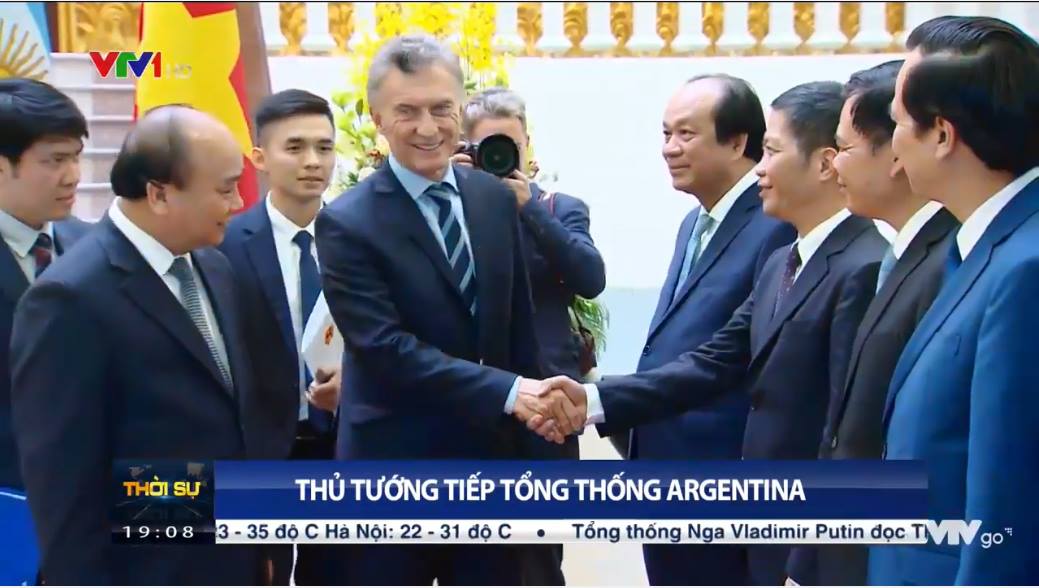 VTV1 HD
THỦ TƯỚNG TIẾP TỔNG THỐNG ARGENTINA
THỜI SỰ
19:08
3 - 35 độ C Hà Nội: 22 - 31 độ C • Tổng thống Nga Vladimir Putin đọc
VTV go